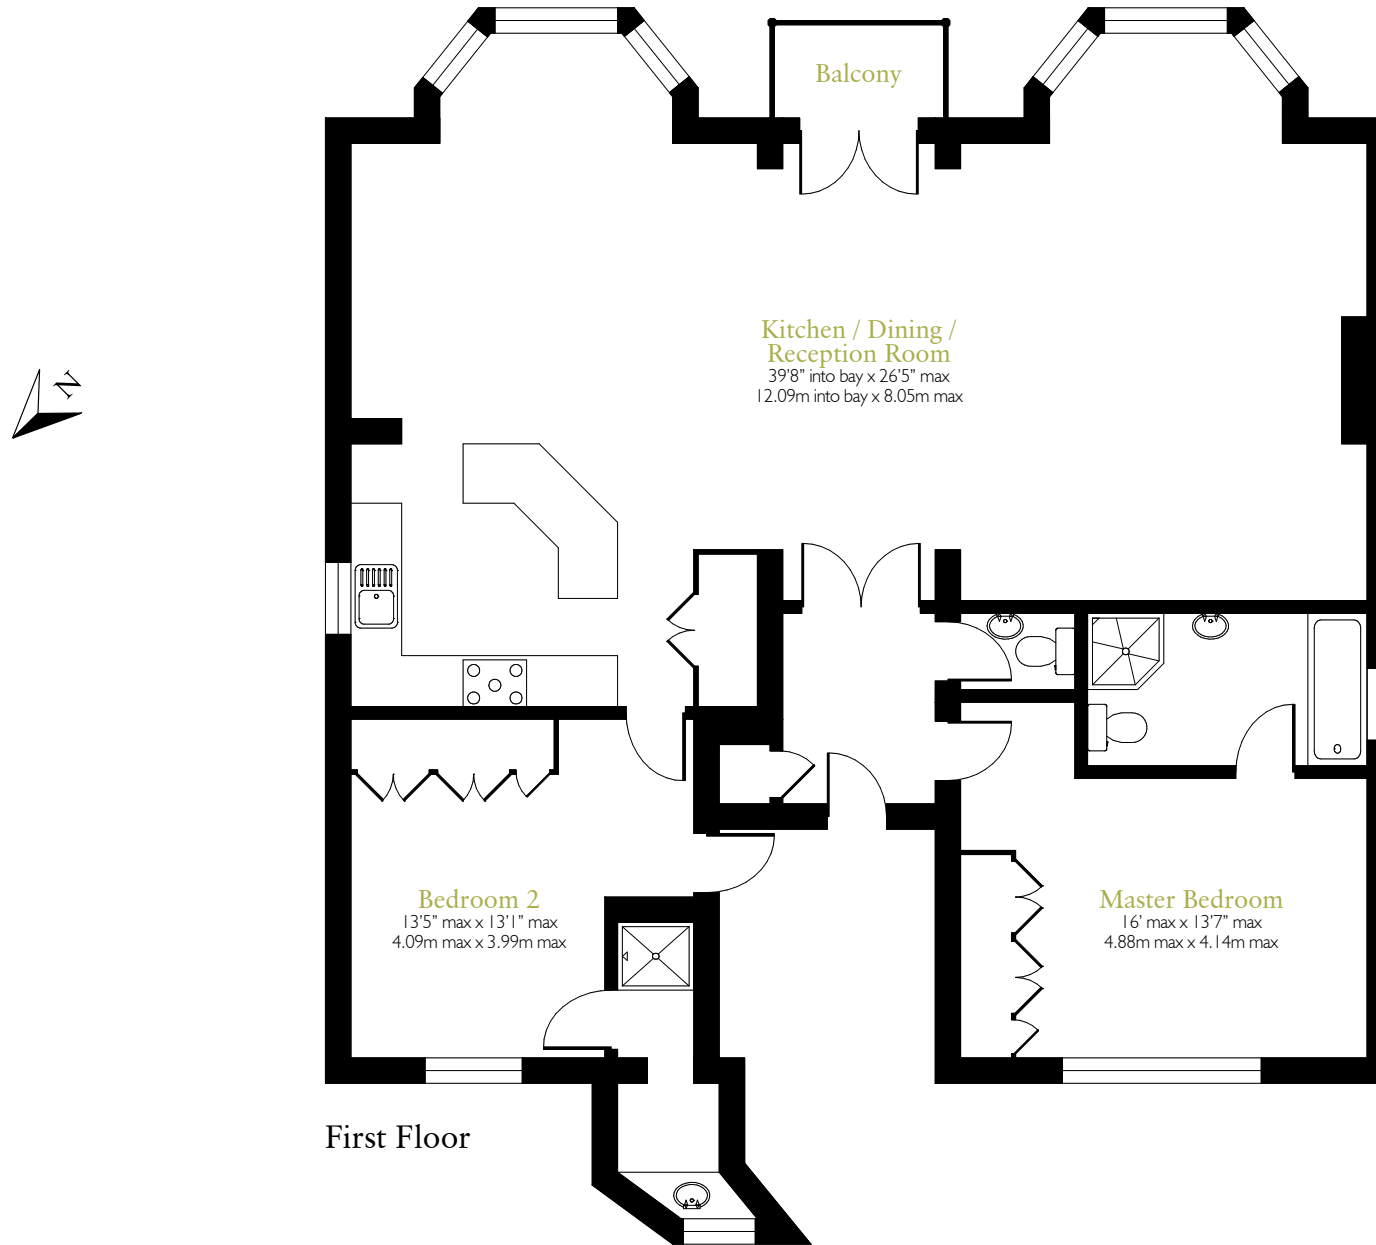 Balcony
Kitchen / Dining /
Reception Room
39'8" into bay x 26'5" max
12.09m into bay x 8.05m max
N
Bedroom 2
13'5" max x 13'1" max
4.09m max x 3.99m max
Master Bedroom
16' max x 13'7" max
4.88m max x 4.14m max
First Floor